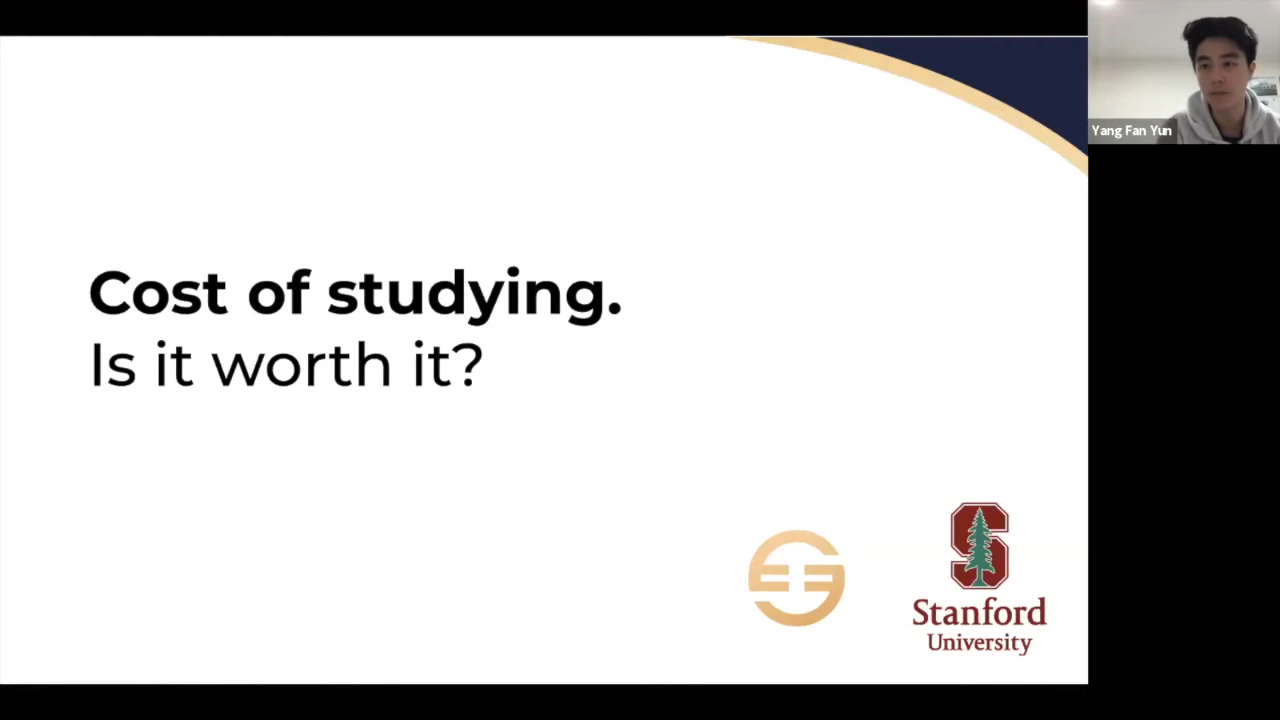 Yang Fan Yun
Cost of studying.
Is it worth it?
Stanford
University